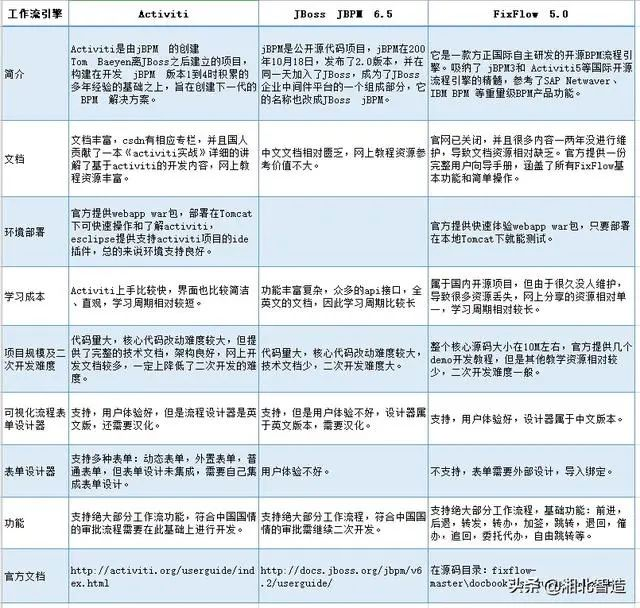 工作流引擎
Activiti
JBoss JBPM 6.5
FixFlow 5.0
简介
Activiti是由jBPM 的创建
Tom Baeyen离JBoss之后建立的项目，
构建在开发 jBPM 版本1到4时积累的
多年经验的基础之上，旨在创建下一代的
BPM 解决方案。
jBPM是公开源代码项目，jBPM在200
年10月18日，发布了2.0版本，并在
同一天加入了JBoss，成为了JBoss
企业中间件平台的一个组成部分，它
的名称也改成JBoss jBPM。
它是一款方正国际自主研发的开源BPM流程引
擎。吸纳了 jBPM3和 Activiti5等国际开源
流程引擎的精髓，参考了SAP Netwaver、
IBM BPM 等重量级BPM产品功能。
文档
文档丰富，csdn有相应专栏，并且国人
贡献了一本《activiti实战》详细的讲
解了基于activiti的开发内容，网上教
程资源丰富。
中文文档相对匮乏，网上教程资源参
考价值不大。
官网已关闭，并且很多内容一两年没进行维
护，导致文档资源相对缺乏。官方提供一份
完整用户向导手册，涵盖了所有FixFlow基
本功能和简单操作。
环境部署
官方提供webapp war包，部署在Tomcat
下可快速操作和了解activiti，
esclipse提供支持activiti项目的ide
插件，总的来说环境支持良好。
官方提供快速体验webapp war包，只要部署
在本地Tomcat下就能测试。
学习成本
Activiti上手比较快，界面也比较简洁
、直观，学习周期相对较短。
功能丰富复杂，众多的api接口，全
英文的文档，因此学习周期比较长
属于国内开源项目，但由于很久没人维护，
导致很多资源丢失，网上分享的资源相对单
一，学习周期相对较长。
项目规模及二
次开发难度
代码量大，核心代码改动难度较大，但提
供了完整的技术文档，架构良好，网上开
发文档较多，一定上降低了二次开发的难
度。
代码量大，核心代码改动难度较大，
技术文档少，二次开发难度大。
整个核心源码大小在10M左右，官方提供几个
demo开发教程，但是其他教学资源相对较
少，二次开发难度一般。
可视化流程表
单设计器
支持，用户体验好，但是流程设计器是英
文版，还需要汉化。
支持，但是用户体验不好，设计器属
于英文版本，需要汉化。
支持，用户体验好，设计器属于中文版本。
表单设计器
支持多种表单：动态表单，外置表单，普
通表单，但表单设计未集成，需要自己集
成表单设计。
用户体验不好。
不支持，表单需要外部设计，导入绑定。
功能
支持绝大部分工作流功能，符合中国国情
的审批流程需要在此基础上进行开发。
支持绝大部分工作流程，符合中国国
情的审批需继续二次开发。
支持绝大部分工作流程，基础功能：前进，
后退，转发，转办，加签，跳转，退回，催
办，追回，委托代办，自由跳转等。
官方文档
http://activiti.org/userguide/ind
ex.html
http://docs.jboss.org/jbpm/v6
.2/userguide/
在源码目录：fixflow-
master\docbook
头条 @湘北智造